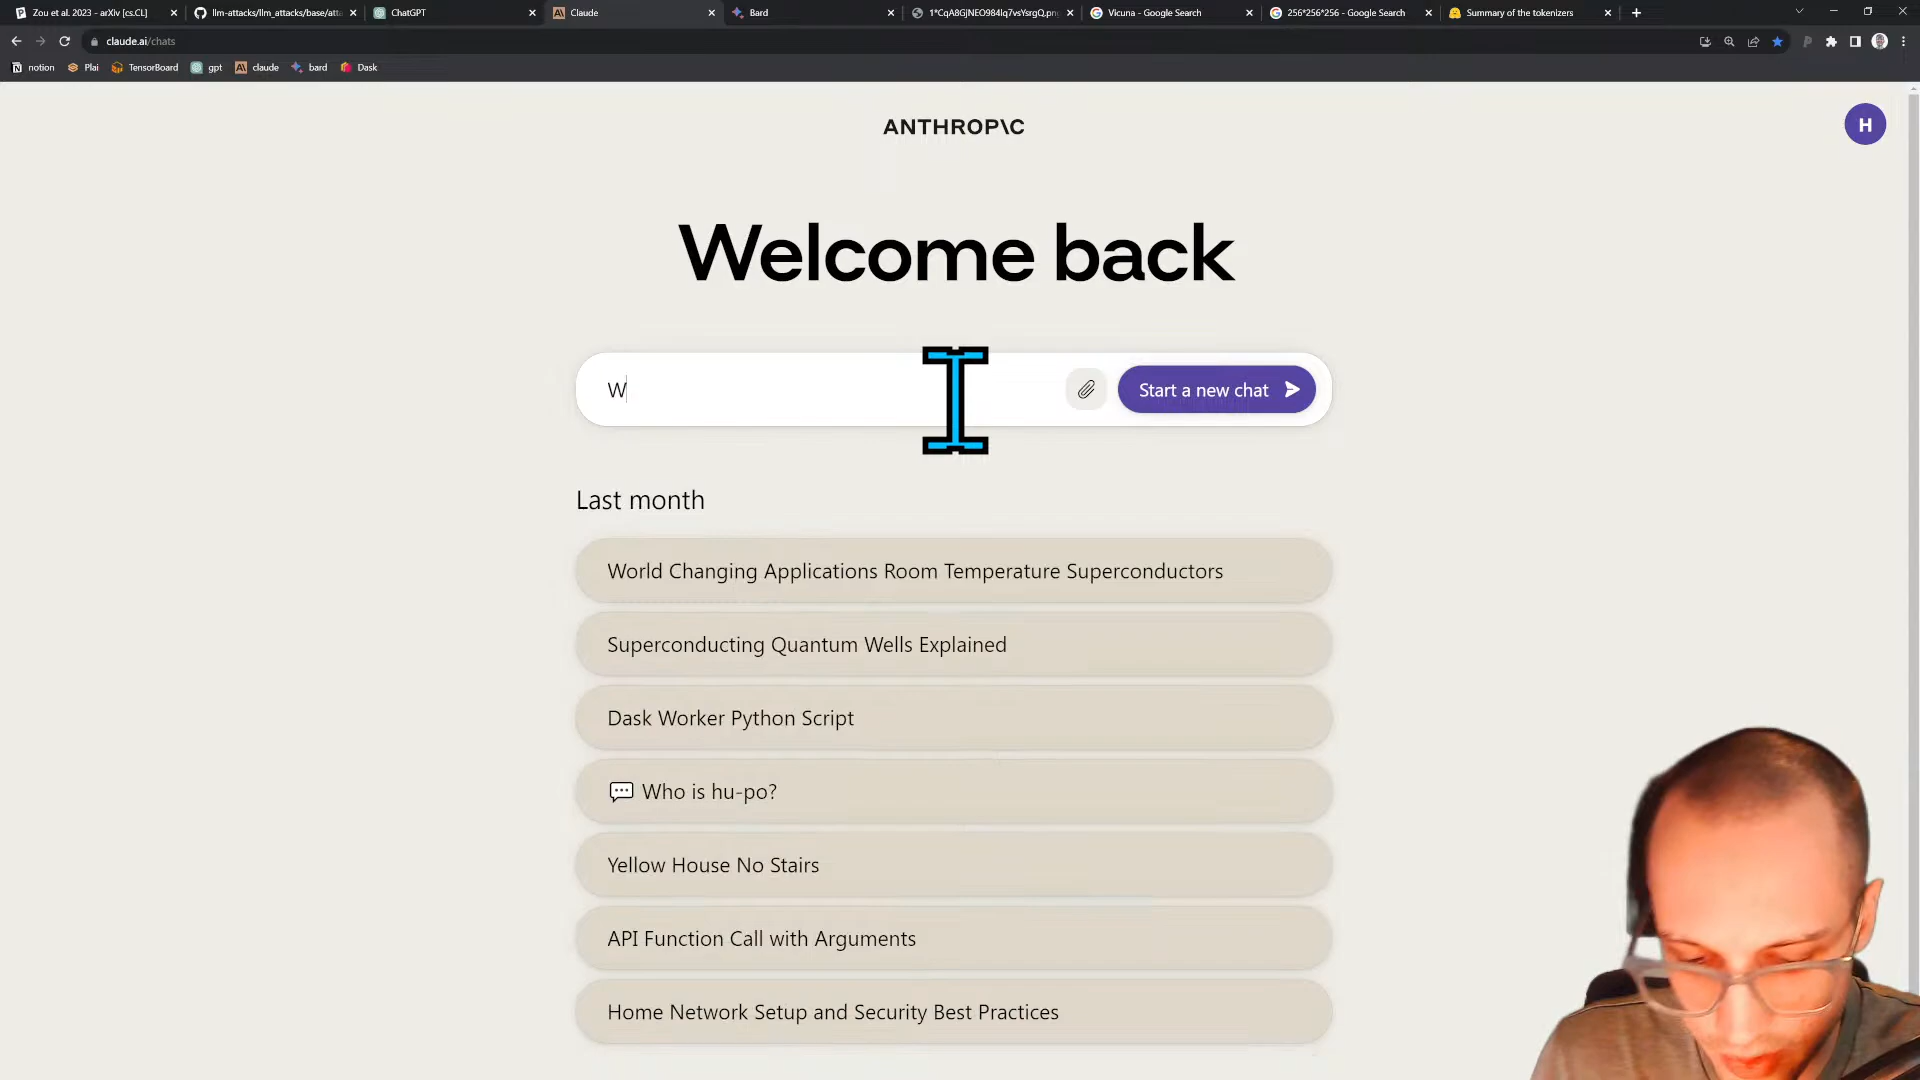 Zou et al. 2023 - arXiv [cs.CL]
llm-attacks/llm_attacks/base/att
ChatGPT
Claude
Bard
1*CqA8GjNEO984Iq7vsYsrgQ.pn
Vicuna - Google Search
256*256*256 - Google Search
Summary of the tokenizers
claude.ai/chats
notion
Plai
TensorBoard
gpt
claude
bard
Dask
ANTHROP\C
H
Welcome back
W
Start a new chat
Last month
World Changing Applications Room Temperature Superconductors
Superconducting Quantum Wells Explained
Dask Worker Python Script
Who is hu-po?
Yellow House No Stairs
API Function Call with Arguments
Home Network Setup and Security Best Practices